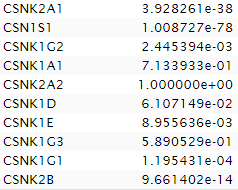 CSNK2A1 3.928261e-38
CSN1S1 1.008727e-78
CSNK1G2 2.445394e-03
CSNK1A1 7.133933e-01
CSNK2A2 1.000000e+00
CSNK1D 6.107149e-02
CSNK1E 8.955636e-03
CSNK1G3 5.890529e-01
CSNK1G1 1.195431e-04
CSNK2B 9.661402e-14